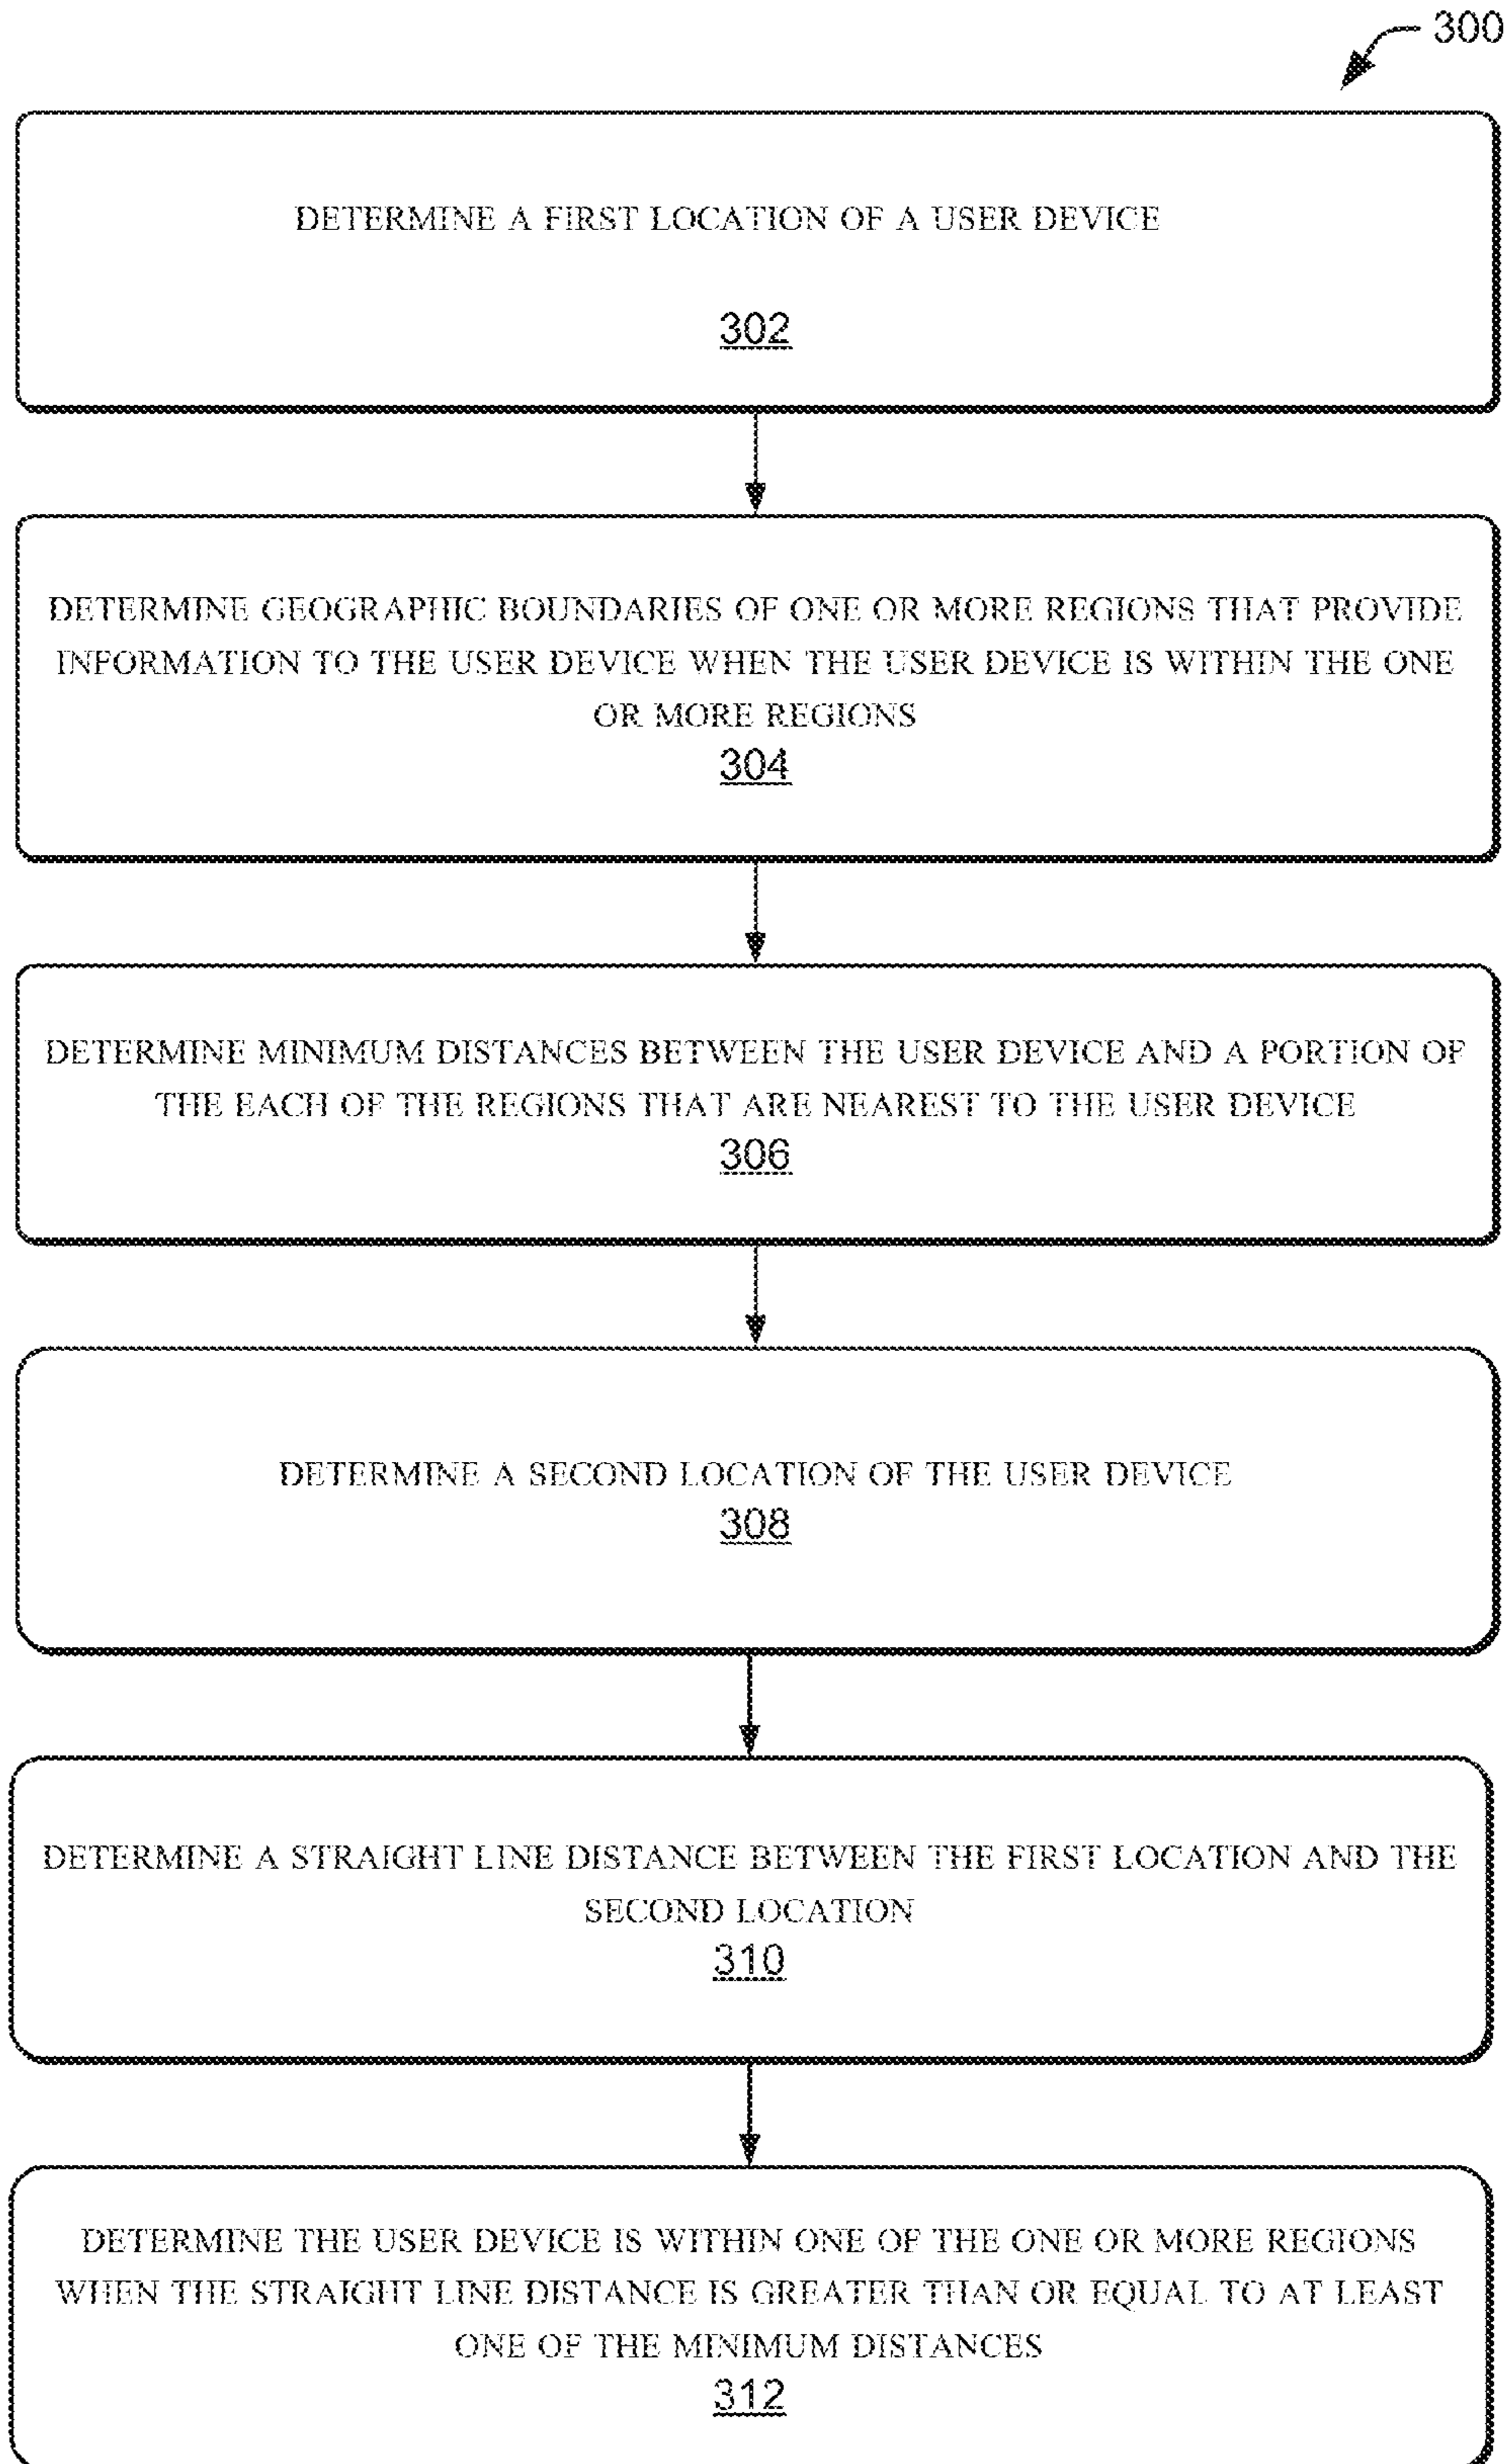 300
DETERMINE A FIRST LOCATION OF A USER DEVICE
302
DETERMINE GEOGRAPHIC BOUNDARIES OF ONE OR MORE REGIONS THAT PROVIDE
INFORMATION TO THE USER DEVICE WHEN THE USER DEVICE IS WITHIN THE ONE
OR MORE REGIONS
304
DETERMINE MINIMUM DISTANCES BETWEEN THE USER DEVICE AND A PORTION OF
THE EACH OF THE REGIONS THAT ARE NEAREST TO THE USER DEVICE
306
DETERMINE A SECOND LOCATION OF THE USER DEVICE
308
DETERMINE A STRAIGHT LINE DISTANCE BETWEEN THE FIRST LOCATION AND THE
SECOND LOCATION
310
DETERMINE THE USER DEVICE IS WITHIN ONE OF THE ONE OR MORE REGIONS
WHEN THE STRAIGHT LINE DISTANCE IS GREATER THAN OR EQUAL TO AT LEAST
ONE OF THE MINIMUM DISTANCES
312